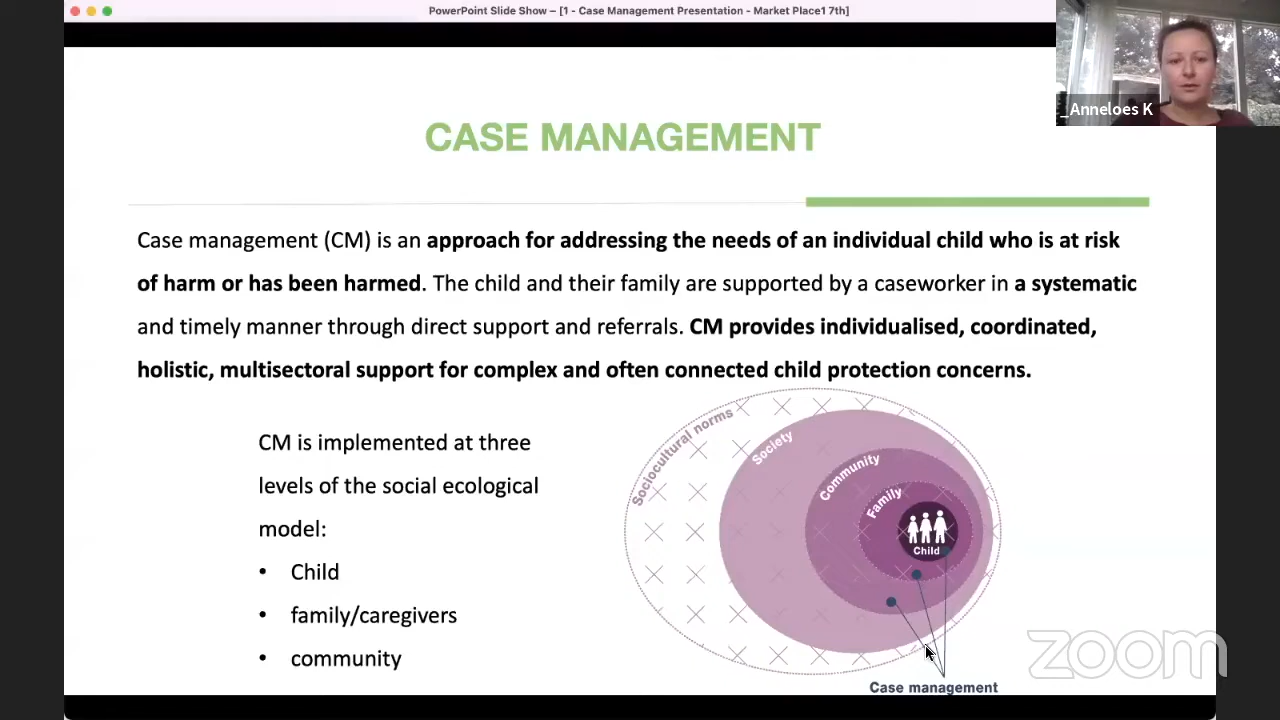 PowerPoint Slide Show – [1 - Case Management Presentation - Market Place1 7th]
_Anneloes K
CASE MANAGEMENT
Case management (CM) is an approach for addressing the needs of an individual child who is at risk
of harm or has been harmed. The child and their family are supported by a caseworker in a systematic
and timely manner through direct support and referrals. CM provides individualised, coordinated,
holistic, multisectoral support for complex and often connected child protection concerns.
CM is implemented at three
levels of the social ecological
model:
• Child
• family/caregivers
• community
Sociocultural norms
Society
Community
Family
Child
Case management
zoom